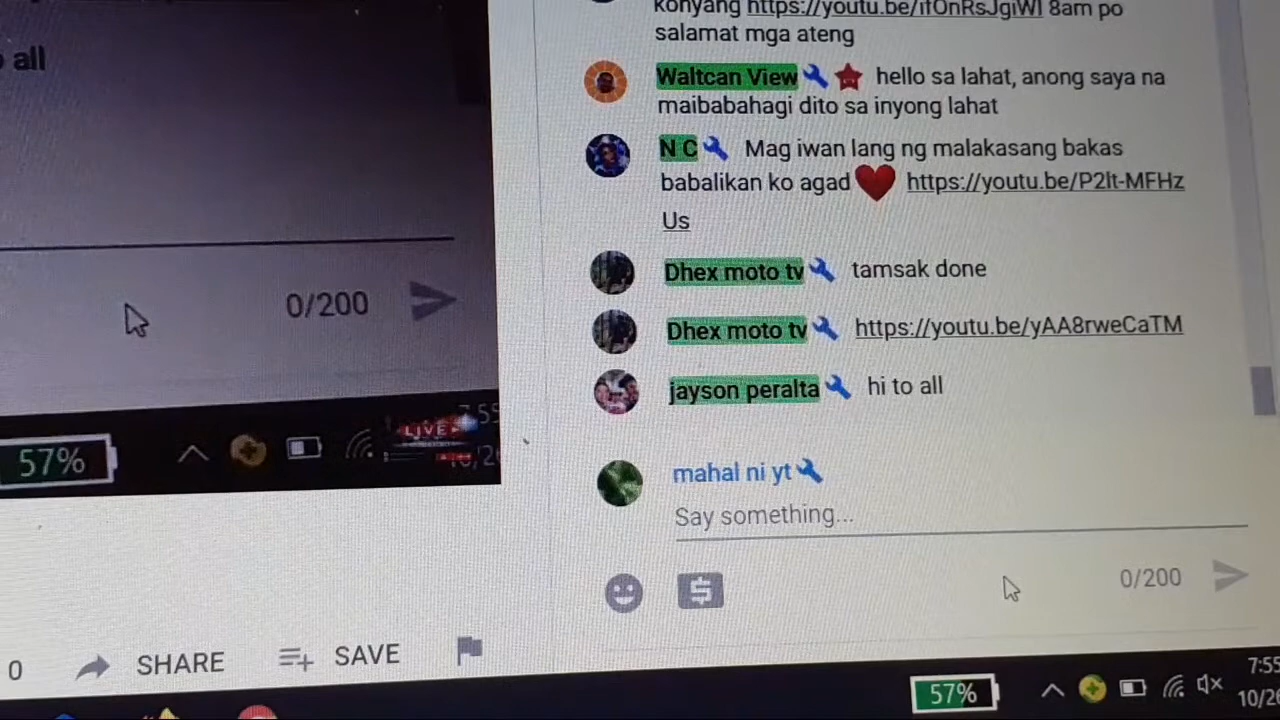 all
0/200
57%
LIVE
SHARE
SAVE
0
konyang https://youtu.be/ifOnRsJgiWI 8am po
salamat mga ateng
Waltcan View hello sa lahat, anong saya na
maibabahagi dito sa inyong lahat
N C Mag iwan lang ng malakasang bakas
babalikan ko agad https://youtu.be/P2lt-MFHz
Us
Dhex moto tv tamsak done
Dhex moto tv https://youtu.be/yAA8rweCaTM
jayson peralta hi to all
mahal ni yt
Say something...
0/200
57%
7:55
10/26